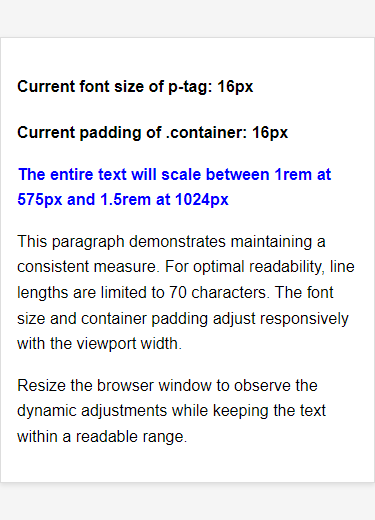 Current font size of p-tag: 16px
Current padding of .container: 16px
The entire text will scale between 1rem at
575px and 1.5rem at 1024px
This paragraph demonstrates maintaining a
consistent measure. For optimal readability, line
lengths are limited to 70 characters. The font
size and container padding adjust responsively
with the viewport width.
Resize the browser window to observe the
dynamic adjustments while keeping the text
within a readable range.